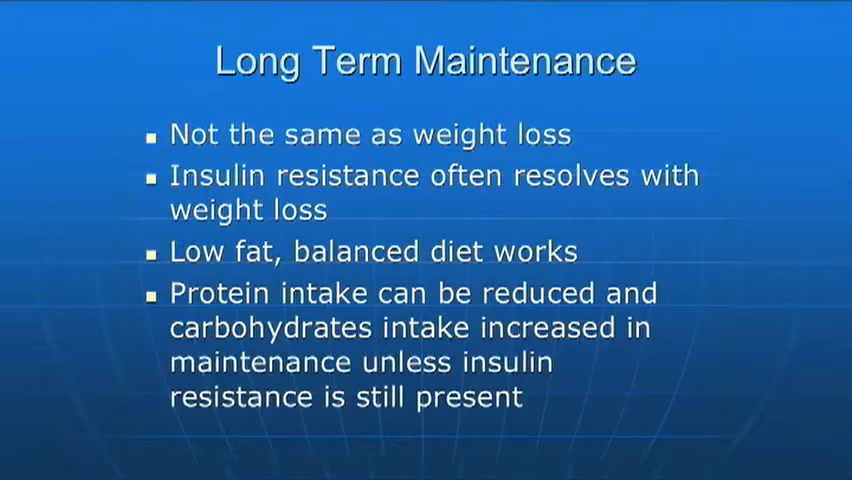 Long Term Maintenance
Not the same as weight loss
Insulin resistance often resolves with
weight loss
Low fat, balanced diet works
Protein intake can be reduced and
carbohydrates intake increased in
maintenance unless insulin
resistance is still present